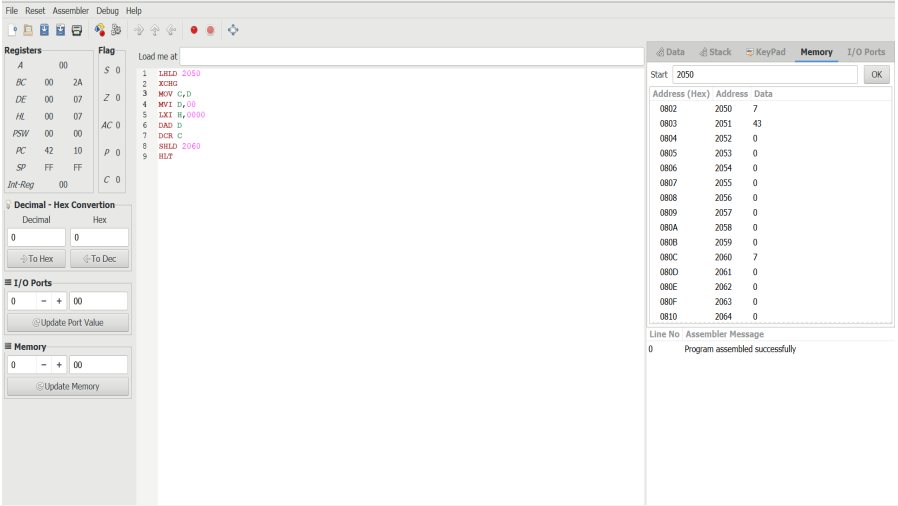 File Reset Assembler Debug Help
Registers
A 00
BC 00 2A
DE 00 07
HL 00 07
PSW 00 00
PC 42 10
SP FF FF
Int-Reg 00
Flag
S 0
Z 0
AC 0
P 0
C 0
Decimal - Hex Convertion
Decimal Hex
0 0
To Hex To Dec
I/O Ports
0 - + 00
Update Port Value
Memory
0 - + 00
Update Memory
Load me at
1 LHLD 2050
2 XCHG
3 MOV C,D
4 MVI D,00
5 LXI H,0000
6 DAD D
7 DCR C
8 SHLD 2060
9 HLT
Data Stack KeyPad Memory I/O Ports
Start 2050 OK
Address (Hex) Address Data
0802 2050 7
0803 2051 43
0804 2052 0
0805 2053 0
0806 2054 0
0807 2055 0
0808 2056 0
0809 2057 0
080A 2058 0
080B 2059 0
080C 2060 7
080D 2061 0
080E 2062 0
080F 2063 0
0810 2064 0
Line No Assembler Message
0 Program assembled successfully